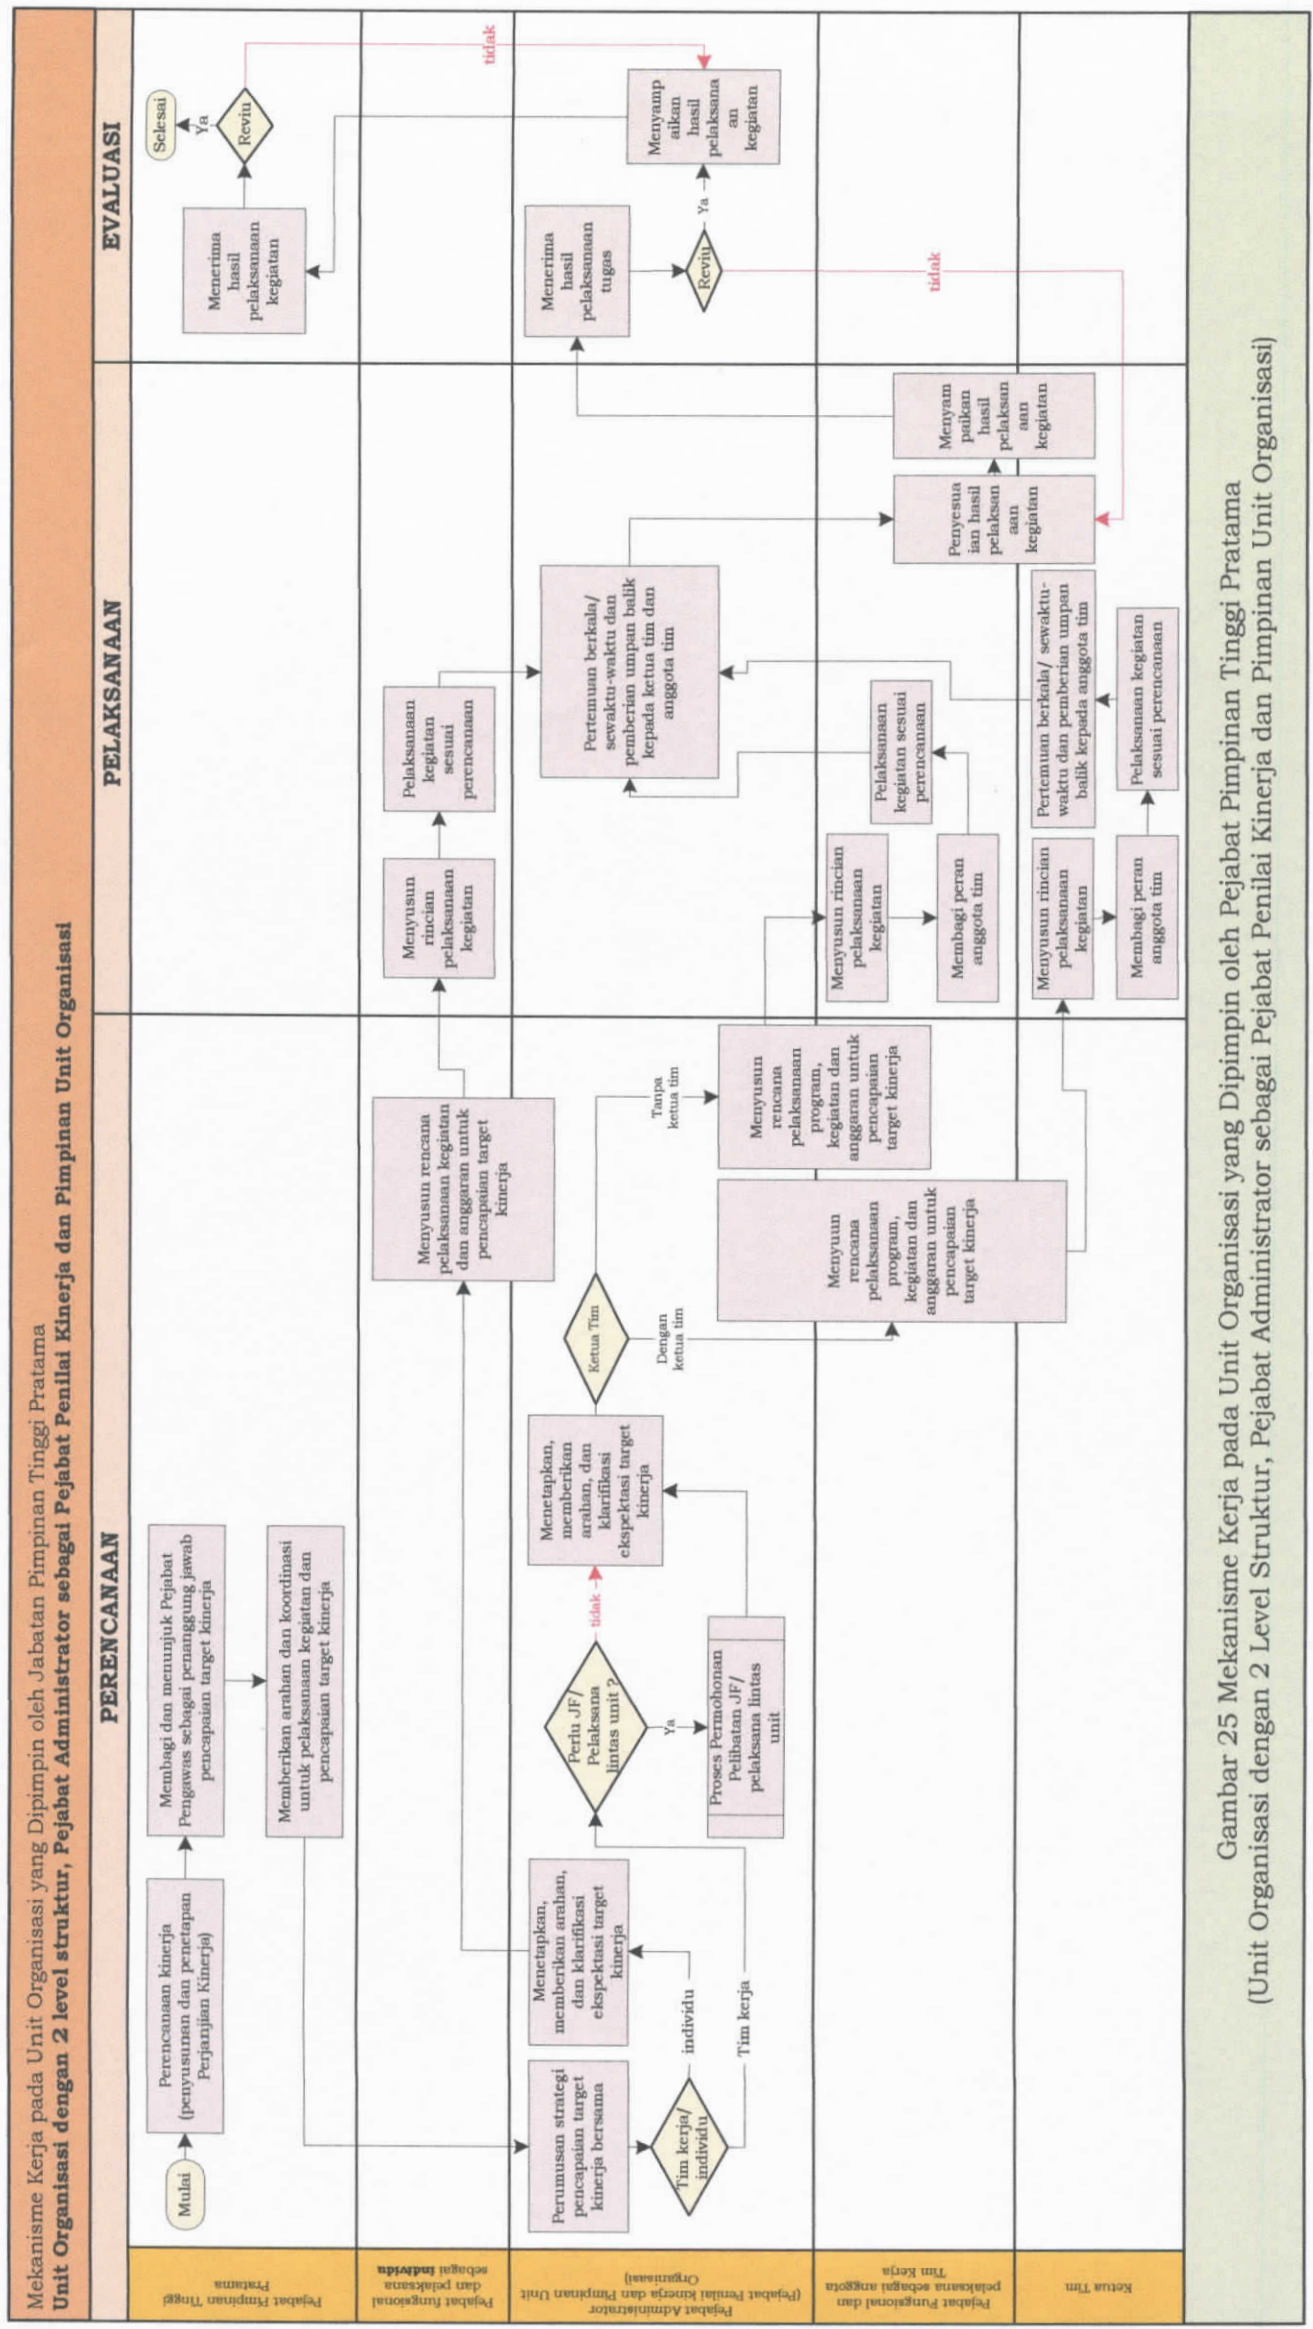 Mekanisme Kerja pada Unit Organisasi yang Dipimpin oleh Jabatan Pimpinan Tinggi Pratama
Unit Organisasi dengan 2 level struktur, Pejabat Administrator sebagai Pejabat Penilai Kinerja dan Pimpinan Unit Organisasi
PERENCANAAN
PELAKSANAAN
EVALUASI
Pejabat Pimpinan Tinggi
Pratama
Mulai
Perencanaan kinerja
(penyusunan dan penetapan
Perjanjian Kinerja)
Membagi dan menunjuk Pejabat
Pengawas sebagai penanggung jawab
pencapaian target kinerja
Memberikan arahan dan koordinasi
untuk pelaksanaan kegiatan dan
pencapaian target kinerja
Menerima
hasil
pelaksanaan
kegiatan
Reviu
Ya
Selesai
tidak
Pejabat fungsional
dan pelaksana
sebagai individu
Menyusun rencana
pelaksanaan kegiatan
dan anggaran untuk
pencapaian target
kinerja
Menyusun
rincian
pelaksanaan
kegiatan
Pelaksanaan
kegiatan
sesuai
perencanaan
Pejabat Administrator
(Pejabat Penilai kinerja dan Pimpinan Unit
Organisasi)
Perumusan strategi
pencapaian target
kinerja bersama
Tim kerja/
individu
individu
Tim kerja
Menetapkan,
memberikan arahan,
dan klarifikasi
ekspektasi target
kinerja
Perlu JF/
Pelaksana
lintas unit ?
tidak
Ya
Proses Permohonan
Pelibatan JF/
pelaksana lintas
unit
Menetapkan,
memberikan
arahan, dan
klarifikasi
ekspektasi target
kinerja
Ketua Tim
Dengan
ketua tim
Tanpa
ketua tim
Menyusun
rencana
pelaksanaan
program,
kegiatan dan
anggaran untuk
pencapaian
target kinerja
Menyuun
rencana
pelaksanaan
program,
kegiatan dan
anggaran untuk
pencapaian
target kinerja
Pertemuan berkala/
sewaktu-waktu dan
pemberian umpan balik
kepada ketua tim dan
anggota tim
Menerima
hasil
pelaksanaan
tugas
Reviu
Ya
Menyamp
aikan
hasil
pelaksana
an
kegiatan
tidak
Pejabat Fungsional dan
pelaksana sebagai anggota
Tim Kerja
Menyusun rincian
pelaksanaan
kegiatan
Membagi peran
anggota tim
Pelaksanaan
kegiatan sesuai
perencanaan
Penyesua
ian hasil
pelaksan
aan
kegiatan
Menyam
paikan
hasil
pelaksan
aan
kegiatan
Ketua Tim
Menyusun rincian
pelaksanaan
kegiatan
Membagi peran
anggota tim
Pertemuan berkala/ sewaktu-
waktu dan pemberian umpan
balik kepada anggota tim
Pelaksanaan kegiatan
sesuai perencanaan
Gambar 25 Mekanisme Kerja pada Unit Organisasi yang Dipimpin oleh Pejabat Pimpinan Tinggi Pratama
(Unit Organisasi dengan 2 Level Struktur, Pejabat Administrator sebagai Pejabat Penilai Kinerja dan Pimpinan Unit Organisasi)